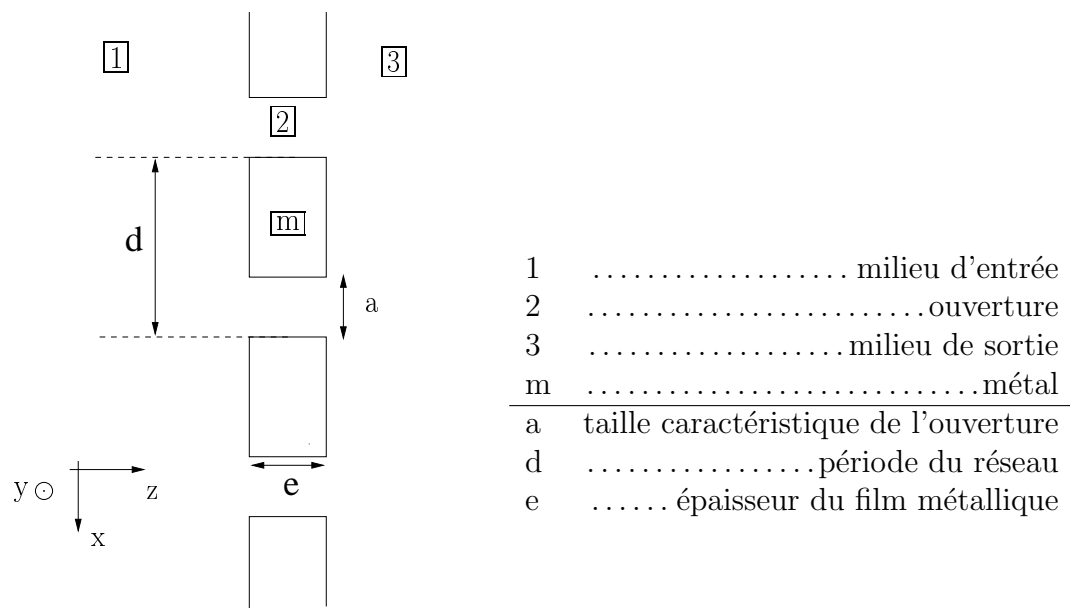 1
3
2
m
d
a
e
y
z
x
1 ................... milieu d'entrée
2 .........................ouverture
3 ...................milieu de sortie
m ..............................métal
a taille caractéristique de l'ouverture
d .................période du réseau
e ...... épaisseur du film métallique